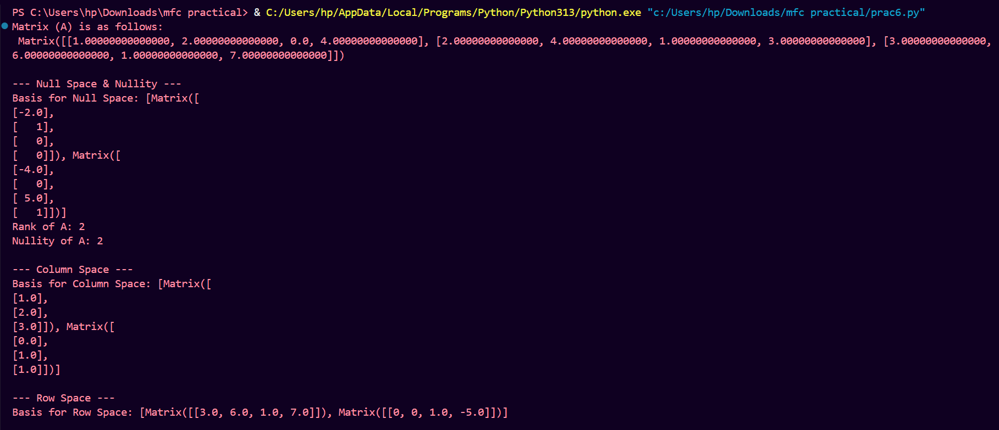 PS C:\Users\hp\Downloads\mfc practical> & C:/Users/hp/AppData/Local/Programs/Python/Python313/python.exe "c:/Users/hp/Downloads/mfc practical/prac6.py"
Matrix (A) is as follows:
 Matrix([[1.00000000000000, 2.00000000000000, 0.0, 4.00000000000000], [2.00000000000000, 4.00000000000000, 1.00000000000000, 3.00000000000000], [3.00000000000000,
6.00000000000000, 1.00000000000000, 7.00000000000000]])

--- Null Space & Nullity ---
Basis for Null Space: [Matrix([
[-2.0],
[   1],
[   0],
[   0]]), Matrix([
[-4.0],
[   0],
[ 5.0],
[   1]])]
Rank of A: 2
Nullity of A: 2

--- Column Space ---
Basis for Column Space: [Matrix([
[1.0],
[2.0],
[3.0]]), Matrix([
[0.0],
[1.0],
[1.0]])]

--- Row Space ---
Basis for Row Space: [Matrix([[3.0, 6.0, 1.0, 7.0]]), Matrix([[0, 0, 1.0, -5.0]])]